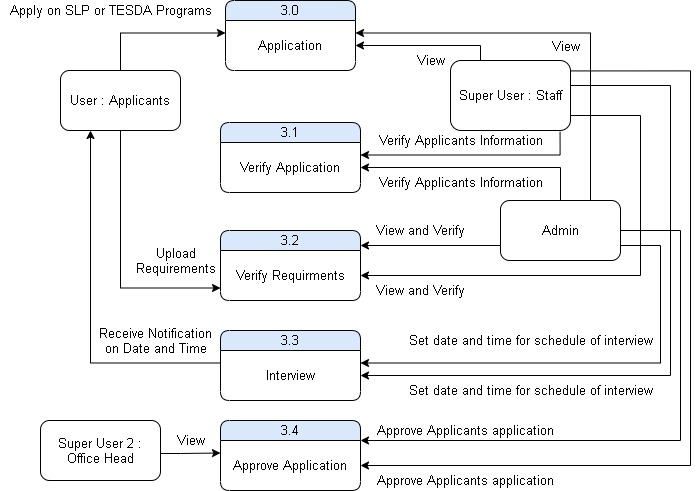 Apply on SLP or TESDA Programs
3.0
Application
View
View
User : Applicants
Super User : Staff
3.1
Verify Application
Verify Applicants Information
Verify Applicants Information
Admin
3.2
Verify Requirments
View and Verify
View and Verify
Upload
Requirements
Receive Notification
on Date and Time
3.3
Interview
Set date and time for schedule of interview
Set date and time for schedule of interview
3.4
Approve Application
Approve Applicants application
Approve Applicants application
Super User 2 :
Office Head
View